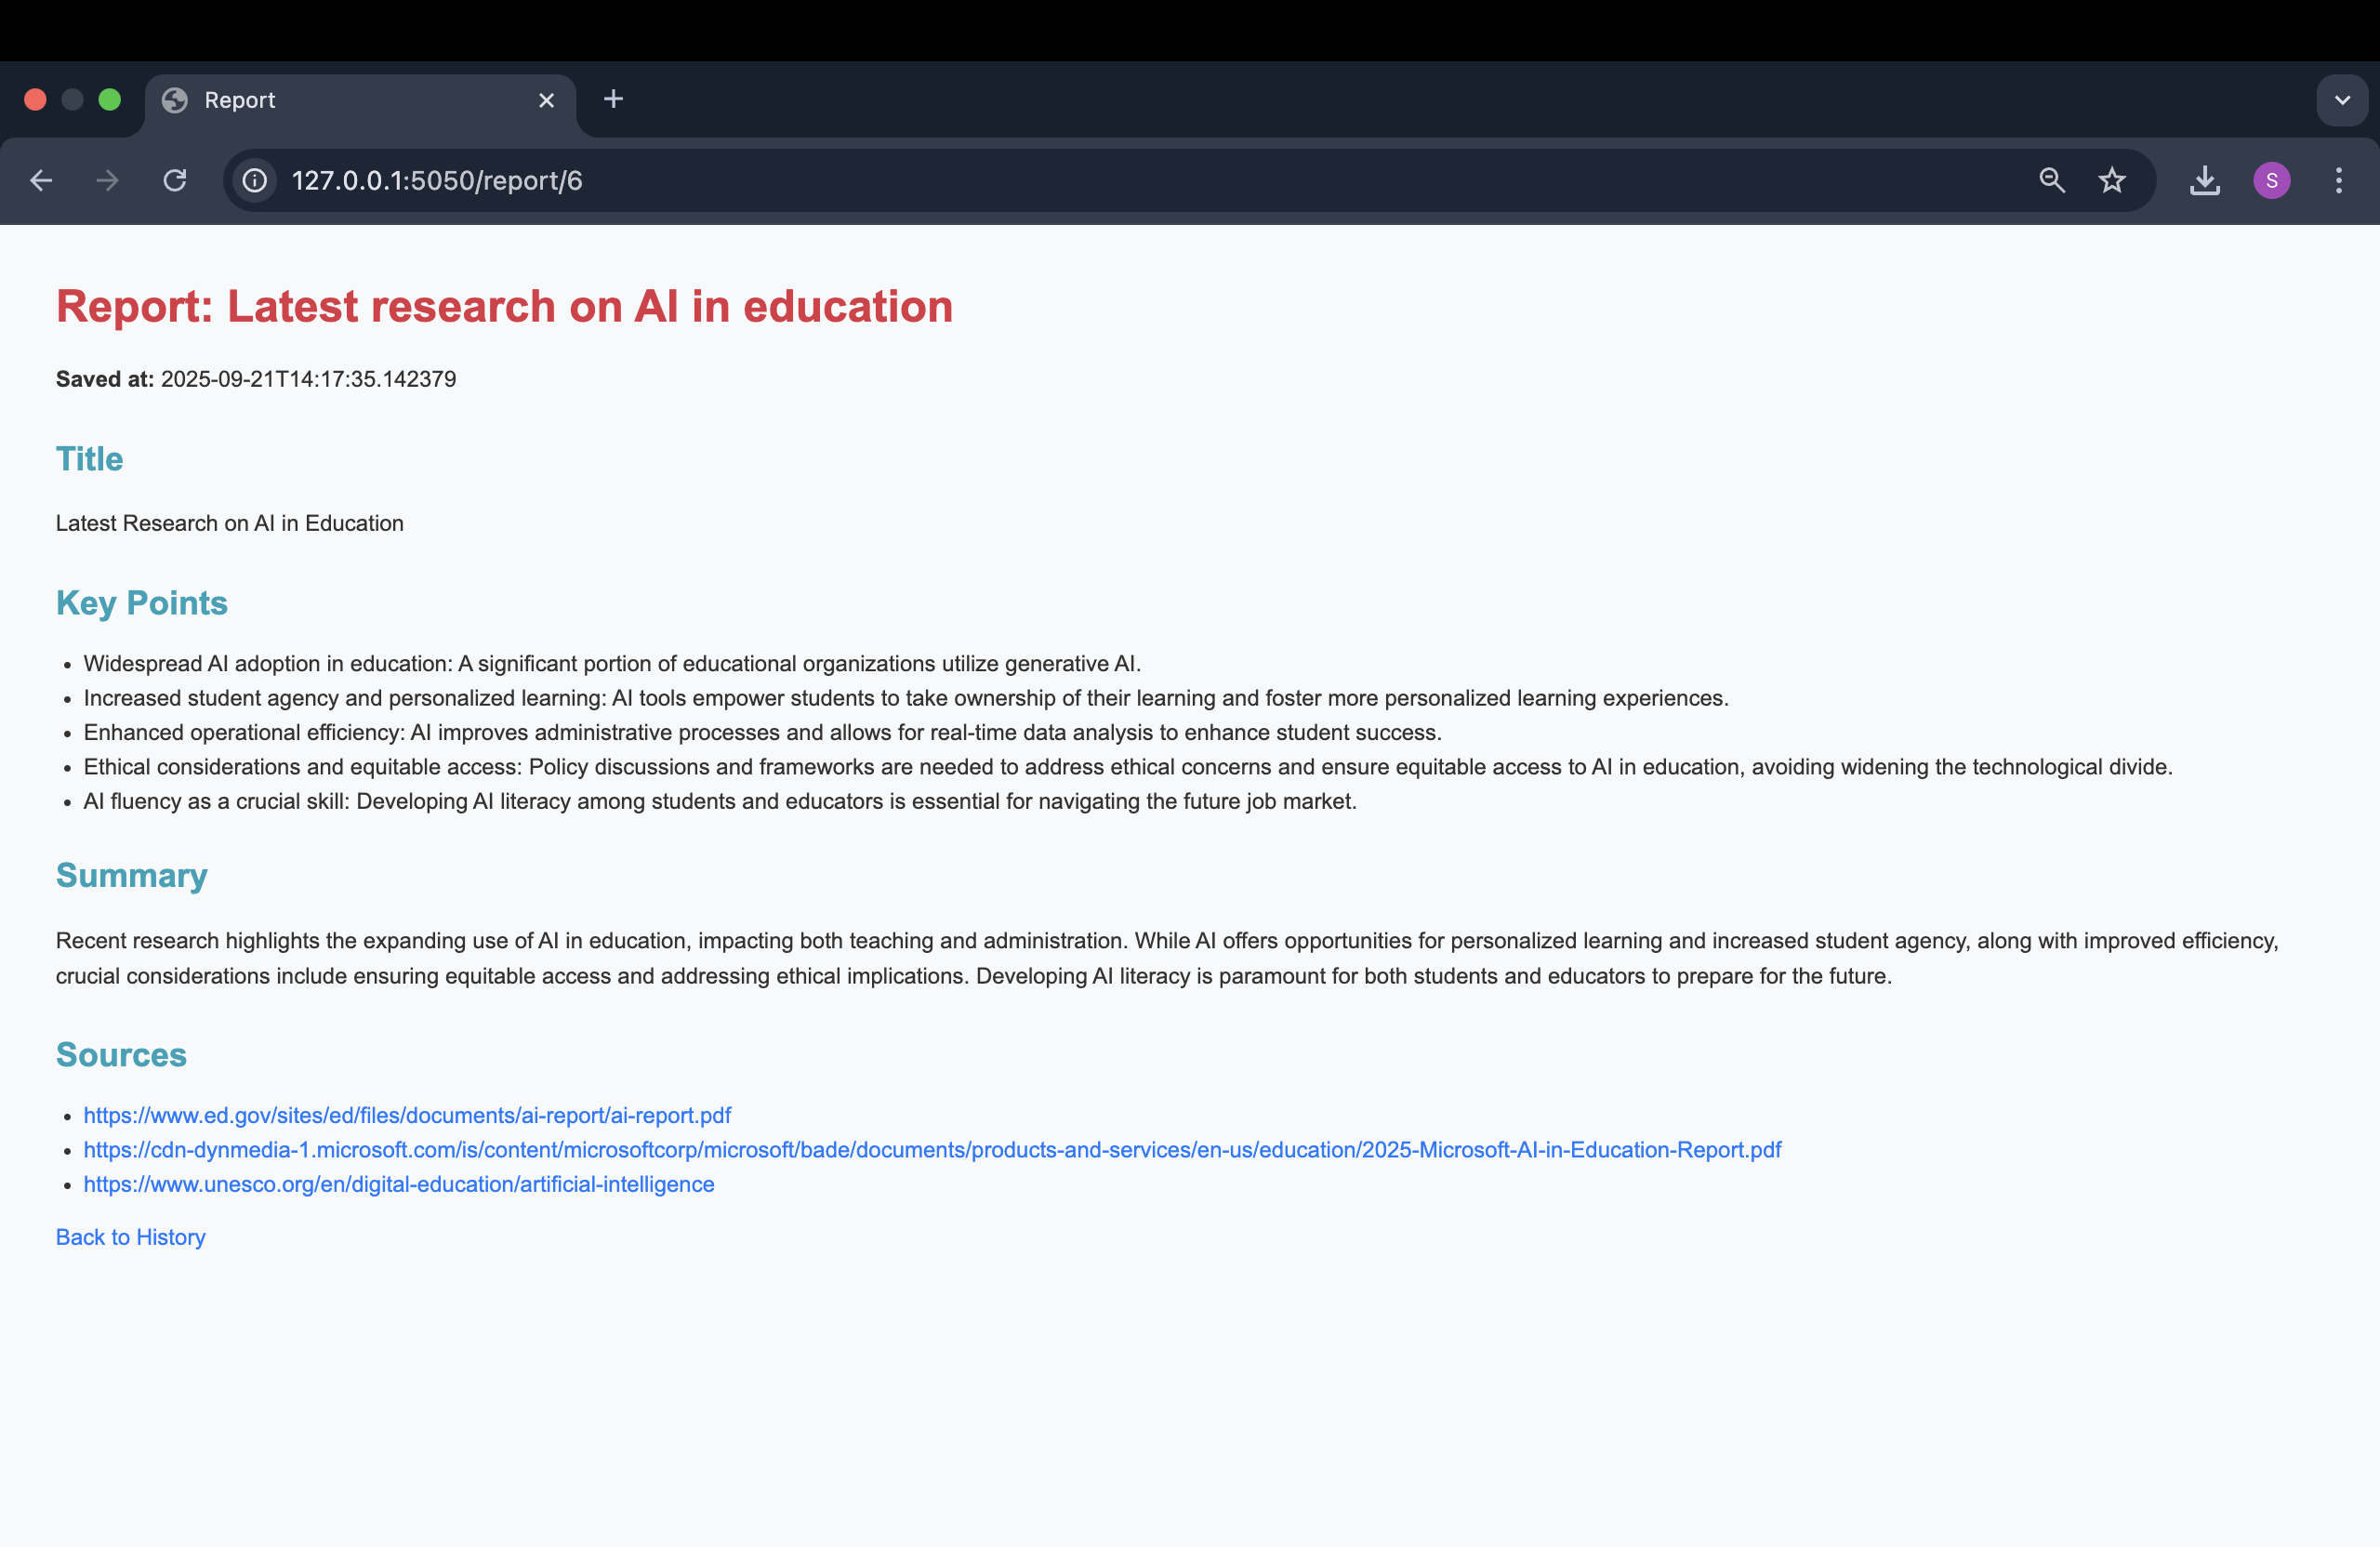 Report
127.0.0.1:5050/report/6
S
Report: Latest research on AI in education
Saved at: 2025-09-21T14:17:35.142379
Title
Latest Research on AI in Education
Key Points
Widespread AI adoption in education: A significant portion of educational organizations utilize generative AI.
Increased student agency and personalized learning: AI tools empower students to take ownership of their learning and foster more personalized learning experiences.
Enhanced operational efficiency: AI improves administrative processes and allows for real-time data analysis to enhance student success.
Ethical considerations and equitable access: Policy discussions and frameworks are needed to address ethical concerns and ensure equitable access to AI in education, avoiding widening the technological divide.
AI fluency as a crucial skill: Developing AI literacy among students and educators is essential for navigating the future job market.
Summary
Recent research highlights the expanding use of AI in education, impacting both teaching and administration. While AI offers opportunities for personalized learning and increased student agency, along with improved efficiency,
crucial considerations include ensuring equitable access and addressing ethical implications. Developing AI literacy is paramount for both students and educators to prepare for the future.
Sources
https://www.ed.gov/sites/ed/files/documents/ai-report/ai-report.pdf
https://cdn-dynmedia-1.microsoft.com/is/content/microsoftcorp/microsoft/bade/documents/products-and-services/en-us/education/2025-Microsoft-AI-in-Education-Report.pdf
https://www.unesco.org/en/digital-education/artificial-intelligence
Back to History